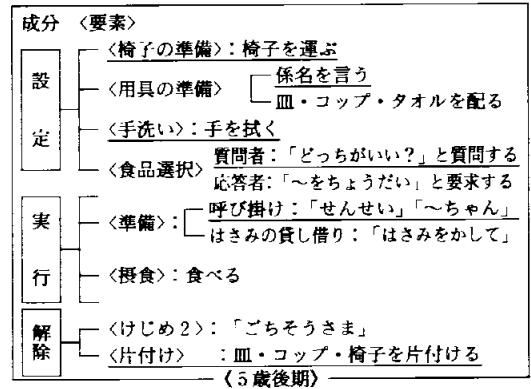 成分 〈要素〉
設定
〈椅子の準備〉：椅子を運ぶ
〈用具の準備〉
係名を言う
皿・コップ・タオルを配る
〈手洗い〉：手を拭く
〈食品選択〉
質問者：「どっちがいい？」と質問する
応答者：「〜をちょうだい」と要求する
実行
〈準備〉：
呼び掛け：「せんせい」「〜ちゃん」
はさみの貸し借り：「はさみをかして」
〈摂食〉：食べる
解除
〈けじめ２〉：「ごちそうさま」
〈片付け〉：皿・コップ・椅子を片付ける
〈５歳後期〉